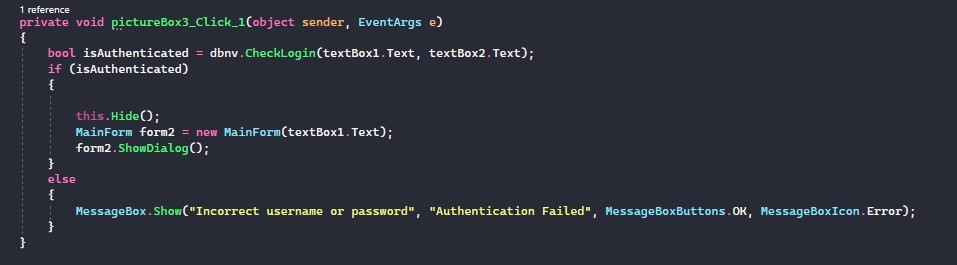 1 reference
private void pictureBox3_Click_1(object sender, EventArgs e)
{
bool isAuthenticated = dbnv.CheckLogin(textBox1.Text, textBox2.Text);
if (isAuthenticated)
{
this.Hide();
MainForm form2 = new MainForm(textBox1.Text);
form2.ShowDialog();
}
else
{
MessageBox.Show("Incorrect username or password", "Authentication Failed", MessageBoxButtons.OK, MessageBoxIcon.Error);
}
}